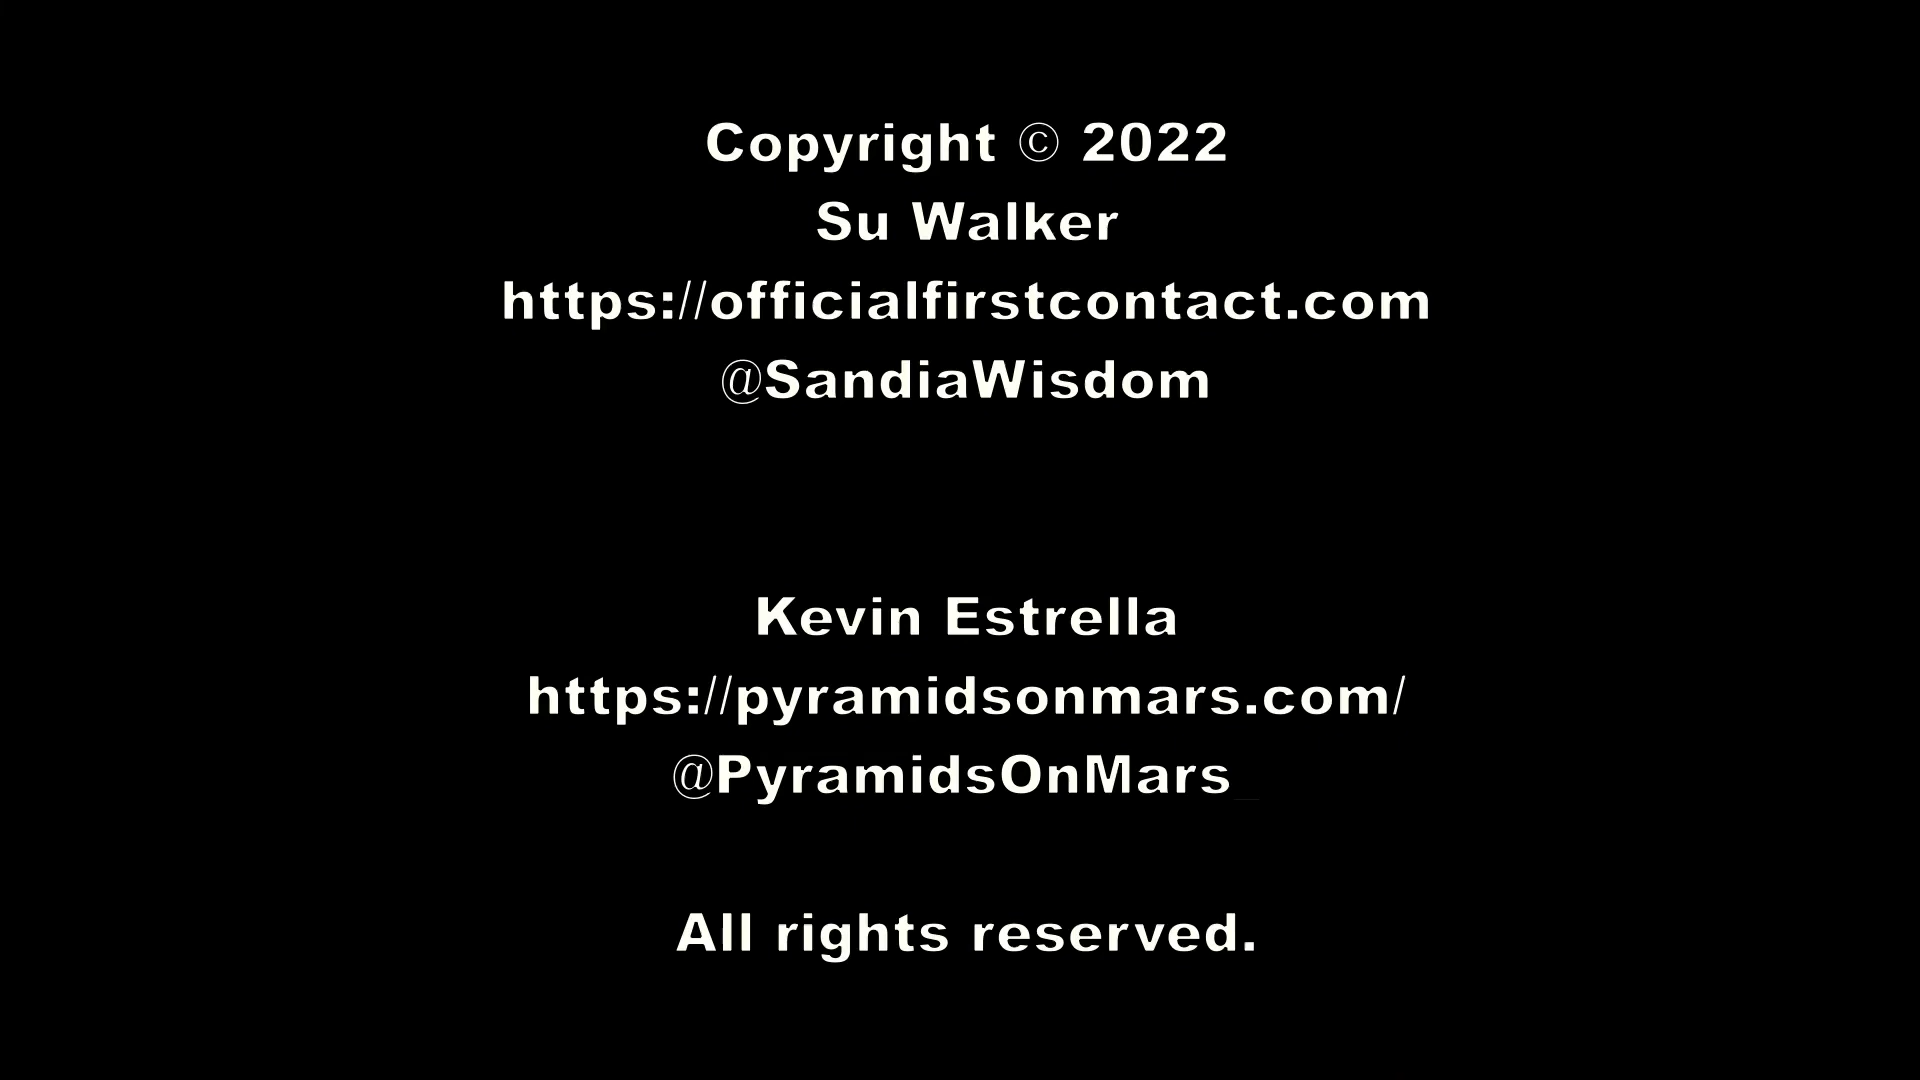 Copyright © 2022
Su Walker
https://officialfirstcontact.com
@SandiaWisdom
Kevin Estrella
https://pyramidsonmars.com/
@PyramidsOnMars_
All rights reserved.